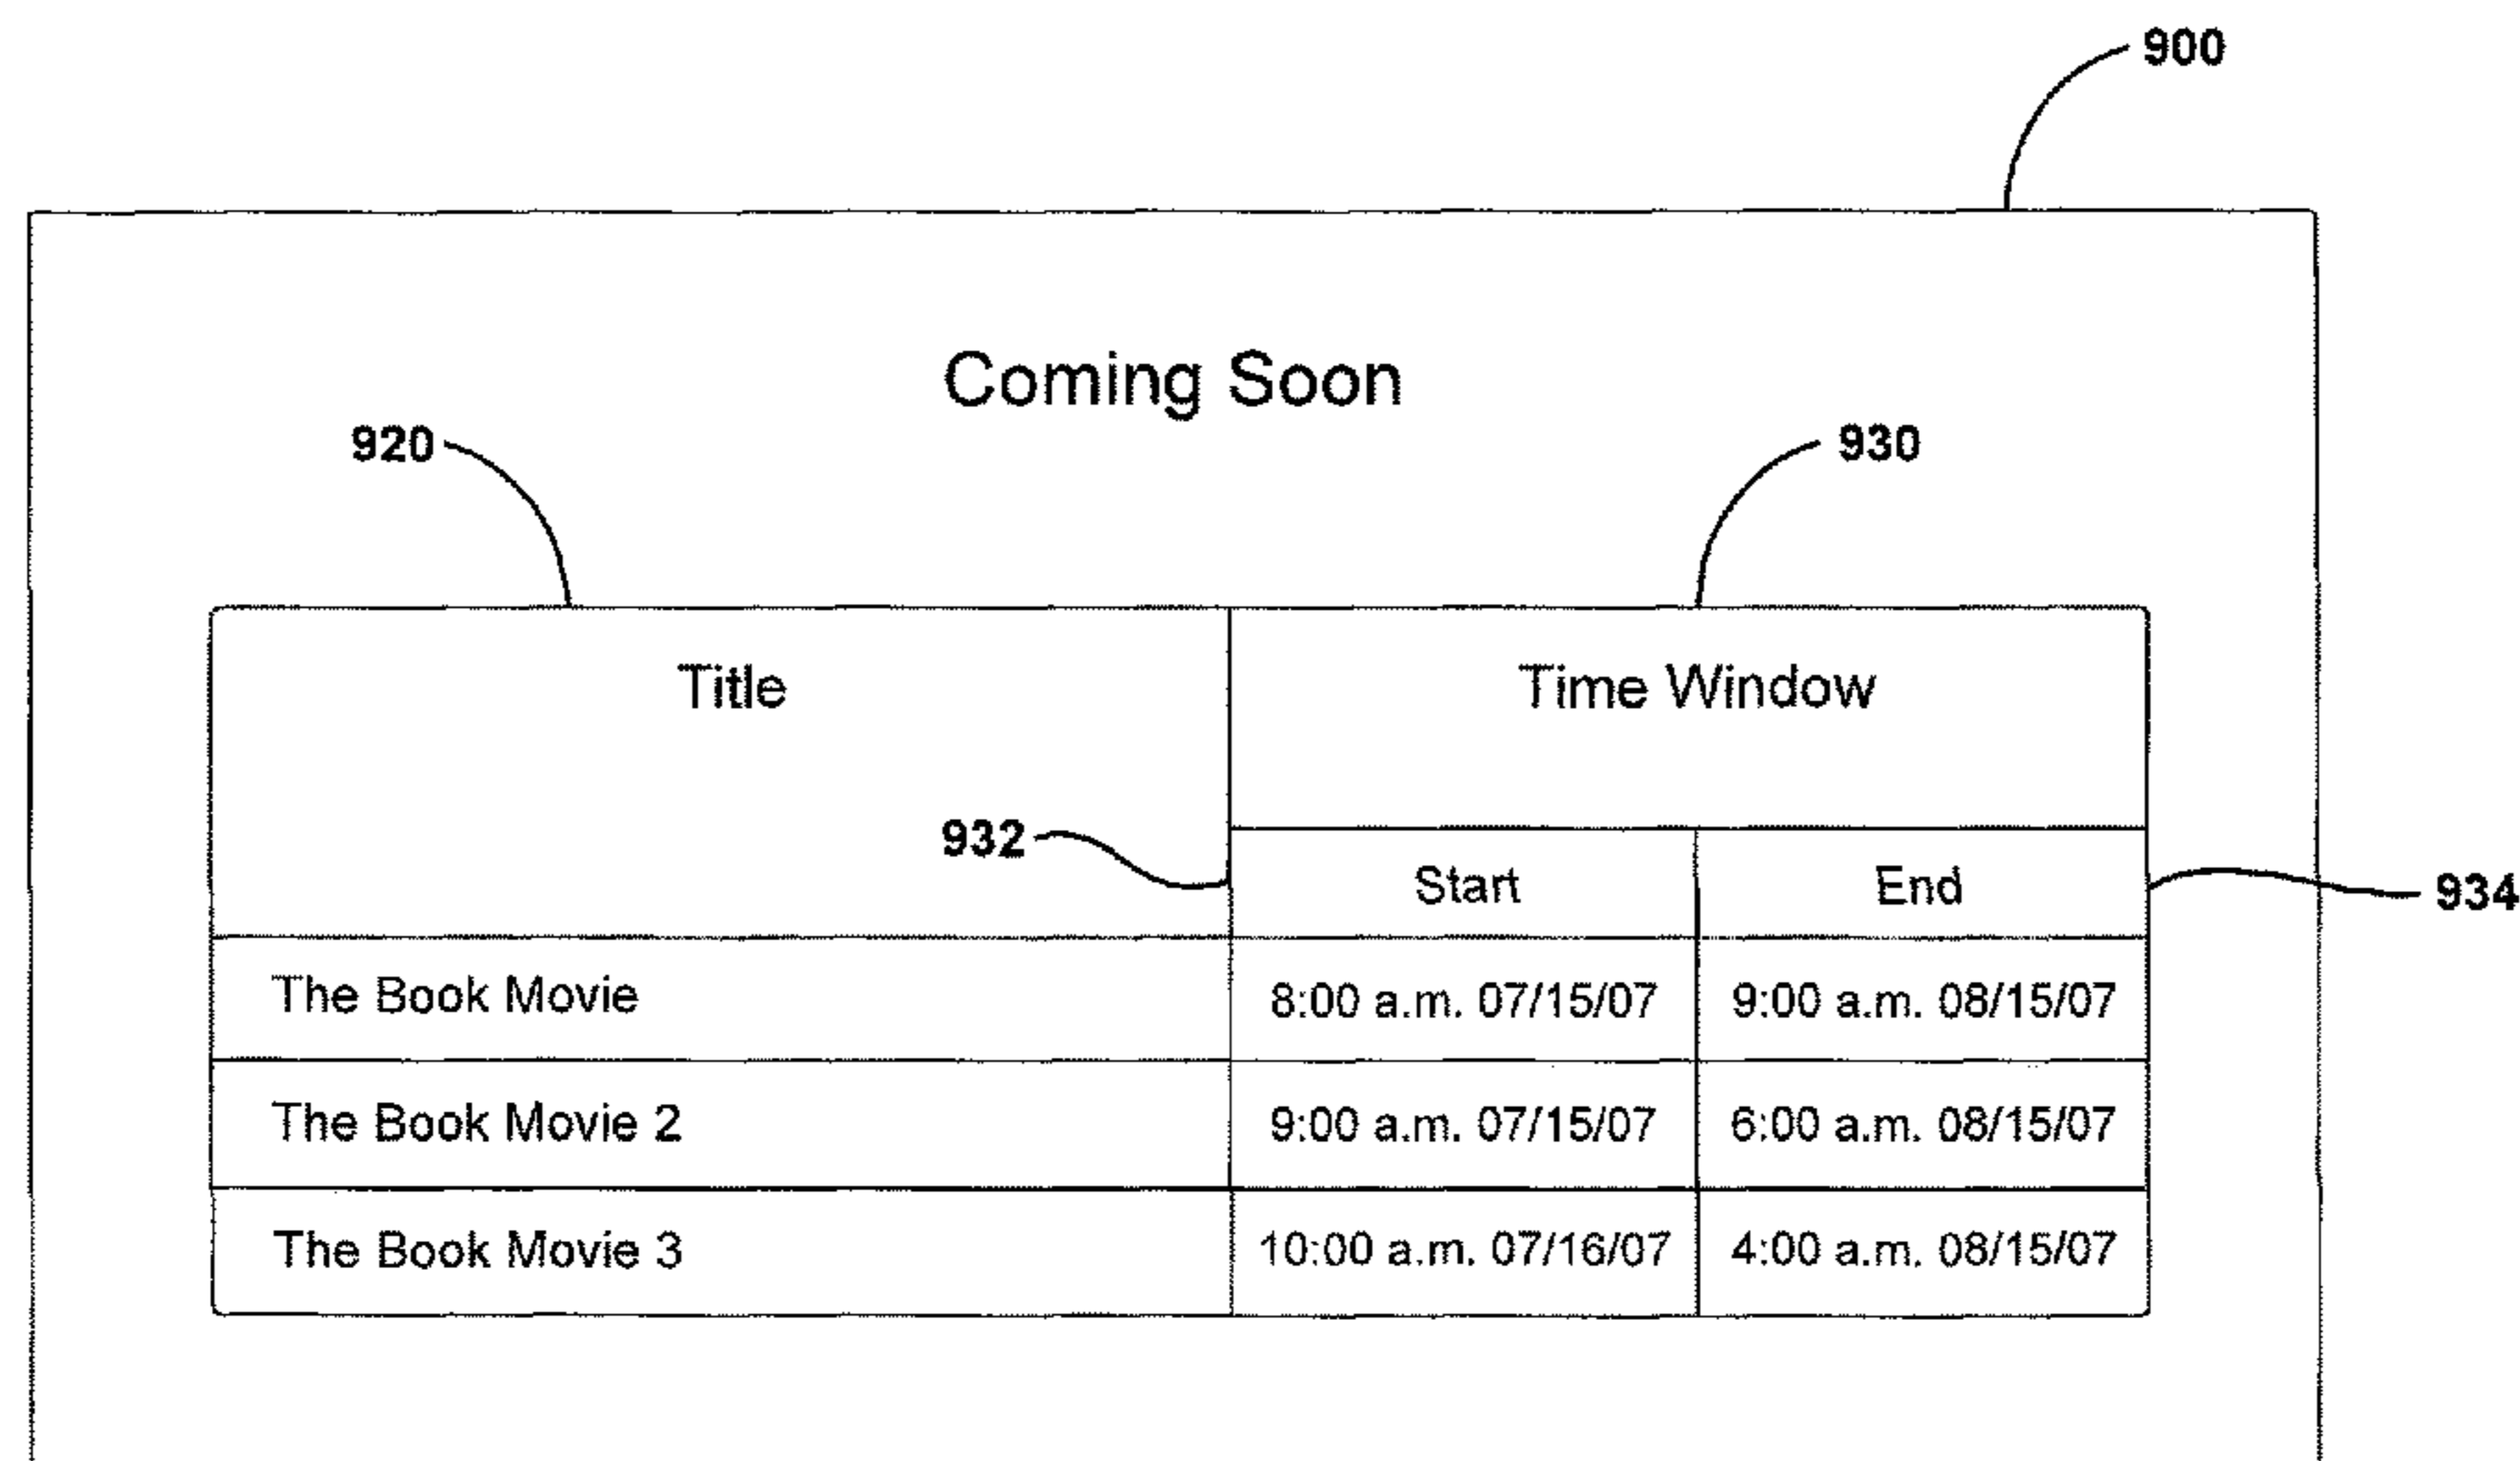 900
Coming Soon
920
930
Title
Time Window
932
Start
End
934
The Book Movie
8:00 a.m. 07/15/07
9:00 a.m. 08/15/07
The Book Movie 2
9:00 a.m. 07/15/07
6:00 a.m. 08/15/07
The Book Movie 3
10:00 a.m. 07/16/07
4:00 a.m. 08/15/07